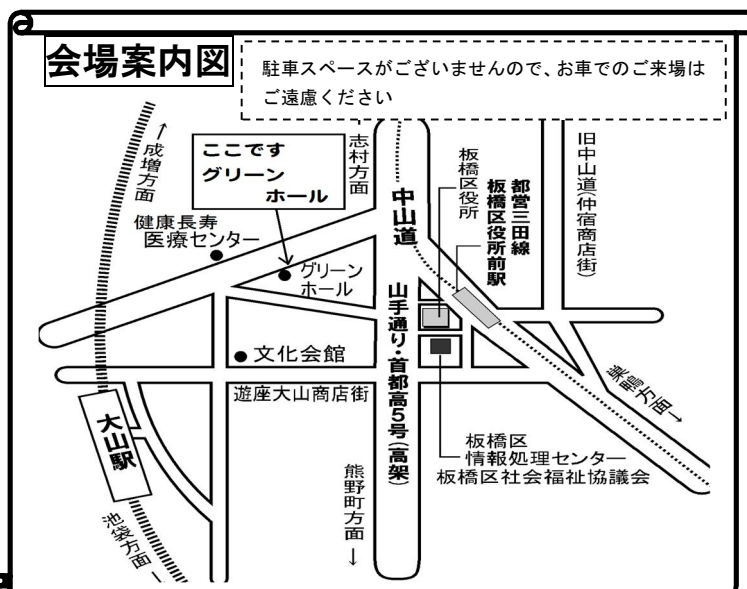 会場案内図
駐車スペースがございませんので、お車でのご来場は
ご遠慮ください
←成増方面
ここです
グリーン
ホール
志村方面
中山道
板橋区役所
都営三田線
板橋区役所前駅
旧中山道(仲宿商店街)
健康長寿
医療センター
グリーン
ホール
山手通り・首都高5号(高架)
文化会館
遊座大山商店街
巣鴨方面→
大山駅
板橋区
情報処理センター
板橋区社会福祉協議会
熊野町方面→
池袋方面→